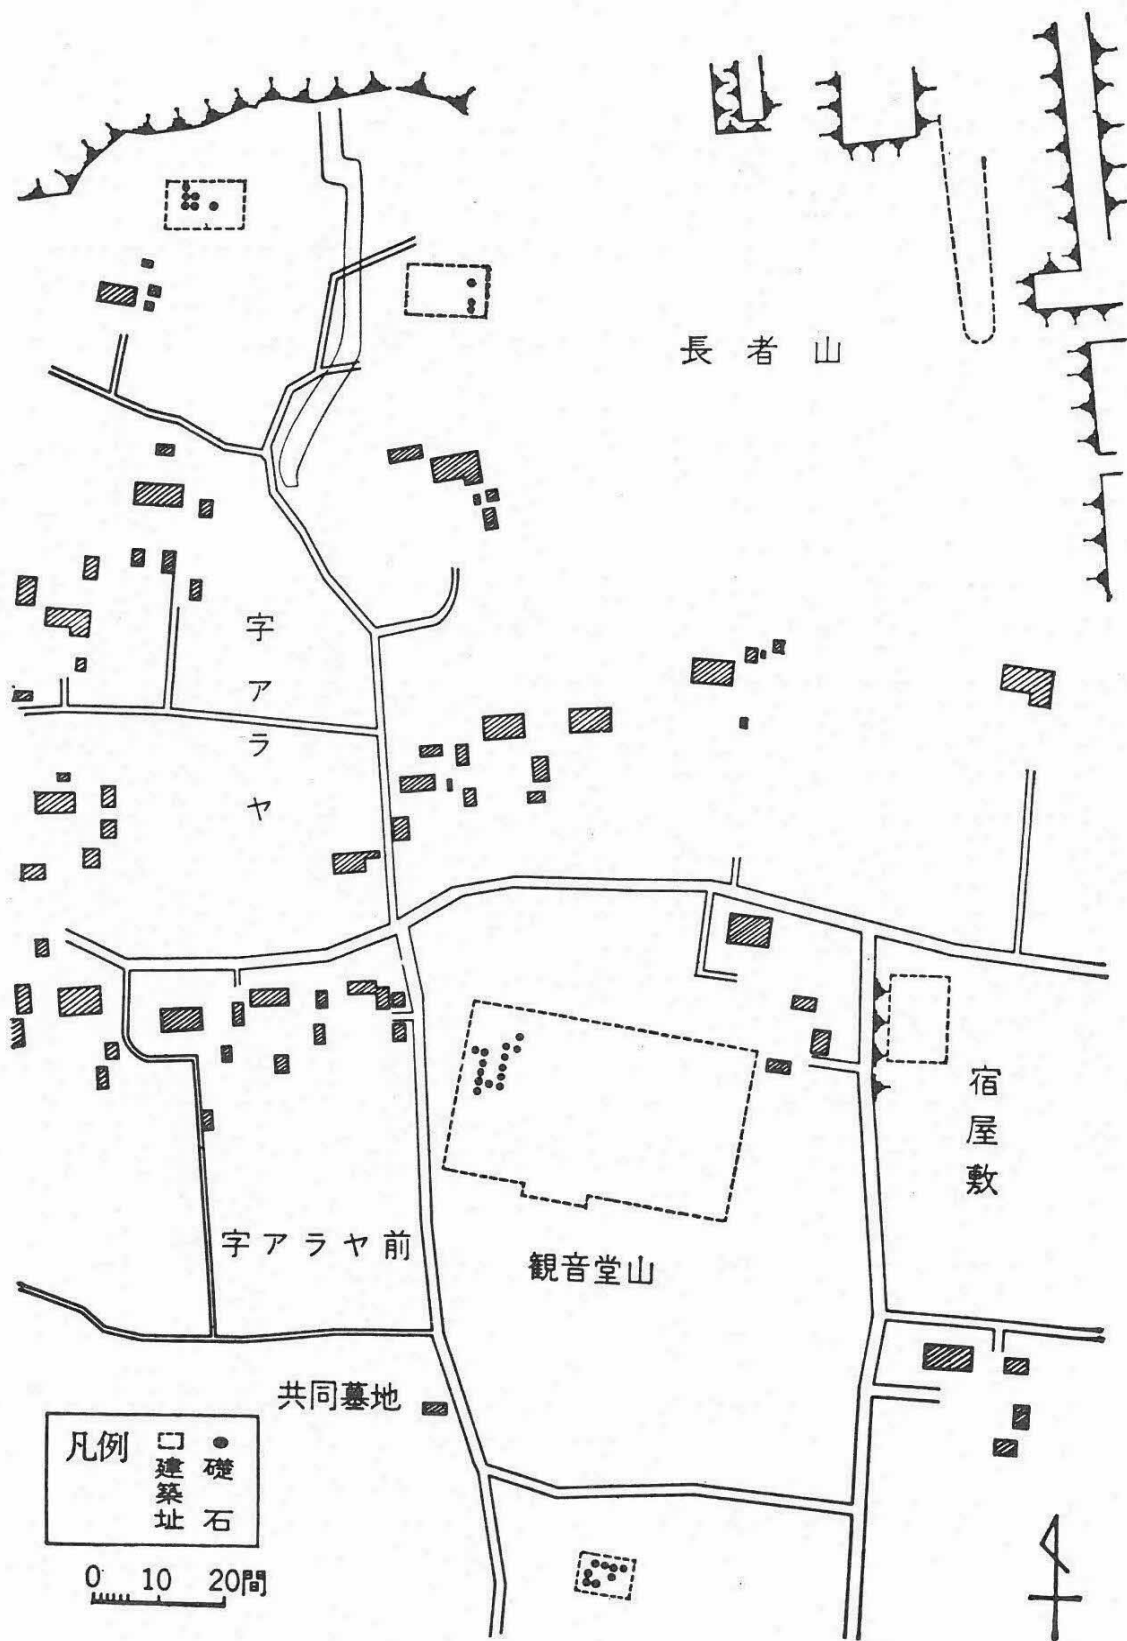 長者山
字アラヤ
宿屋敷
字アラヤ前
観音堂山
共同墓地
凡例
建築址
礎石
0 10 20間